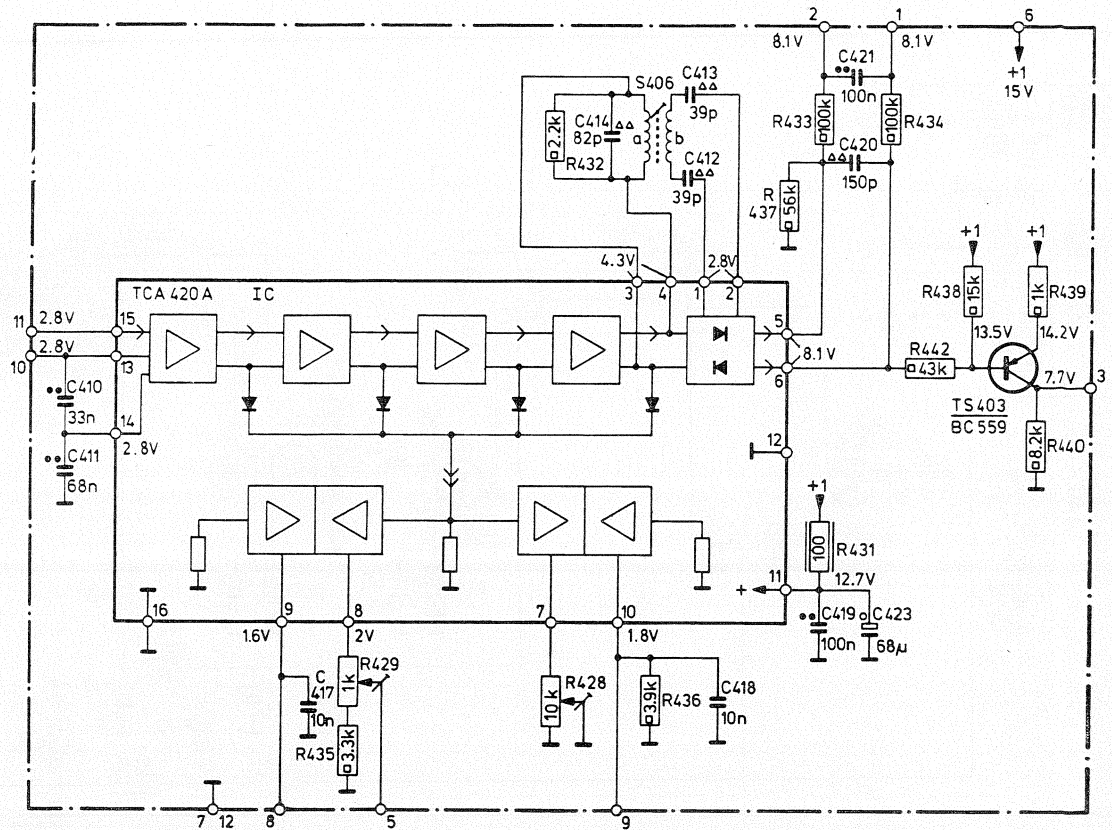 2
1
6
8.1V
8.1V
C421
100n
+1
15V
S406
C413
39p
C414
82p
2.2k
R432
a
b
C412
39p
R433
100k
100k
R434
C420
150p
R
437
56k
4.3V
2.8V
3
4
1
2
TCA 420A IC
11
2.8V
15
5
10
2.8V
13
8.1V
6
C410
33n
14
2.8V
C411
68n
12
+1
+1
R438
15k
1k
R439
13.5V
14.2V
R442
43k
7.7V
3
TS403
BC 559
8.2k
R440
+1
100
R431
+
11
12.7V
C419
100n
C423
68µ
16
9
8
7
10
1.6V
2V
1.8V
C
417
10n
1k
R429
R435
3.3k
10k
R428
3.9k
R436
C418
10n
7
12
8
5
9